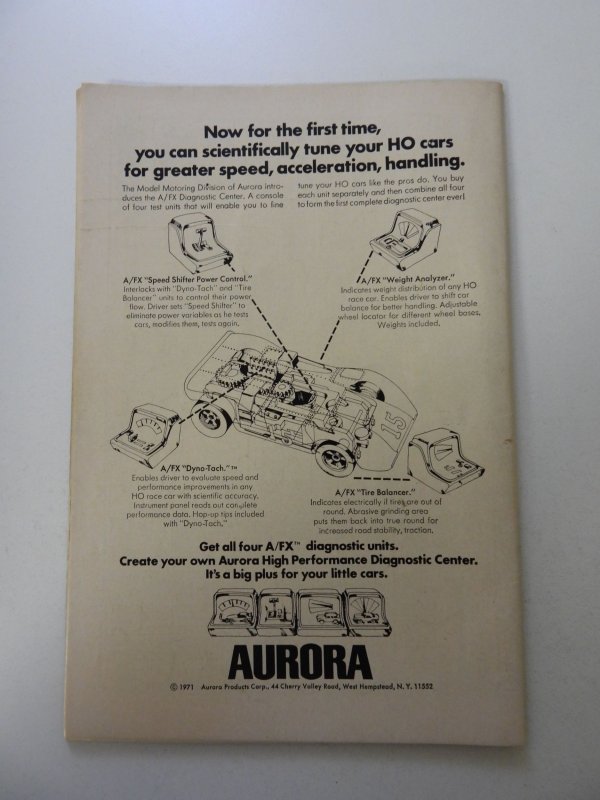 Now for the first time,
you can scientifically tune your HO cars
for greater speed, acceleration, handling.
The Model Motoring Division of Aurora intro-
duces the A/FX Diagnostic Center. A console
of four test units that will enable you to fine
tune your HO cars like the pros do. You buy
each unit separately and then combine all four
to form the first complete diagnostic center ever!
A/FX "Speed Shifter Power Control."
Interlocks with "Dyno-Tach" and "Tire
Balancer" units to control their power
flow. Driver sets "Speed Shifter" to
eliminate power variables as he tests
cars, modifies them, tests again.
A/FX "Weight Analyzer."
Indicates weight distribution of any HO
race car. Enables driver to shift car
balance for better handling. Adjustable
wheel locator for different wheel bases.
Weights included.
15
A/FX "Dyno-Tach."™
Enables driver to evaluate speed and
performance improvements in any
HO race car with scientific accuracy.
Instrument panel reads out complete
performance data. Hop-up tips included
with "Dyno-Tach."
A/FX "Tire Balancer."
Indicates electrically if tires are out of
round. Abrasive grinding area
puts them back into true round for
increased road stability, traction.
Get all four A/FX™ diagnostic units.
Create your own Aurora High Performance Diagnostic Center.
It's a big plus for your little cars.
AURORA
© 1971 Aurora Products Corp., 44 Cherry Valley Road, West Hempstead, N. Y. 11552